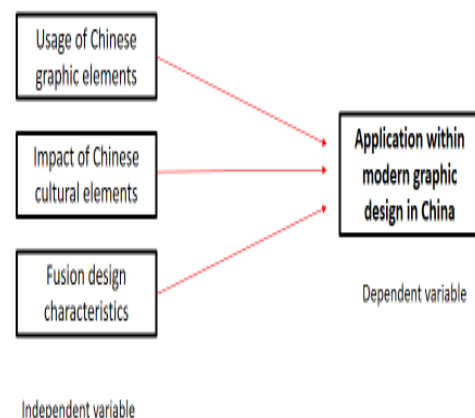 Usage of Chinese
graphic elements
Impact of Chinese
cultural elements
Fusion design
characteristics
Independent variable
Application within
modern graphic
design in China
Dependent variable